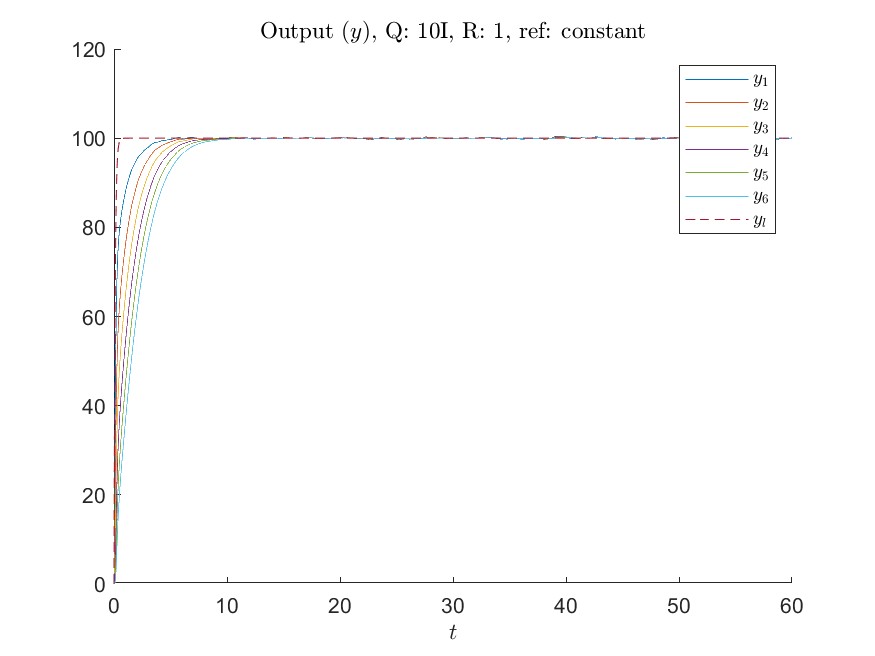 Output (y), Q: 10I, R: 1, ref: constant
120
100
80
60
40
20
0
y₁
y₂
y₃
y₄
y₅
y₆
yₗ
0 10 20 30 40 50 60
t